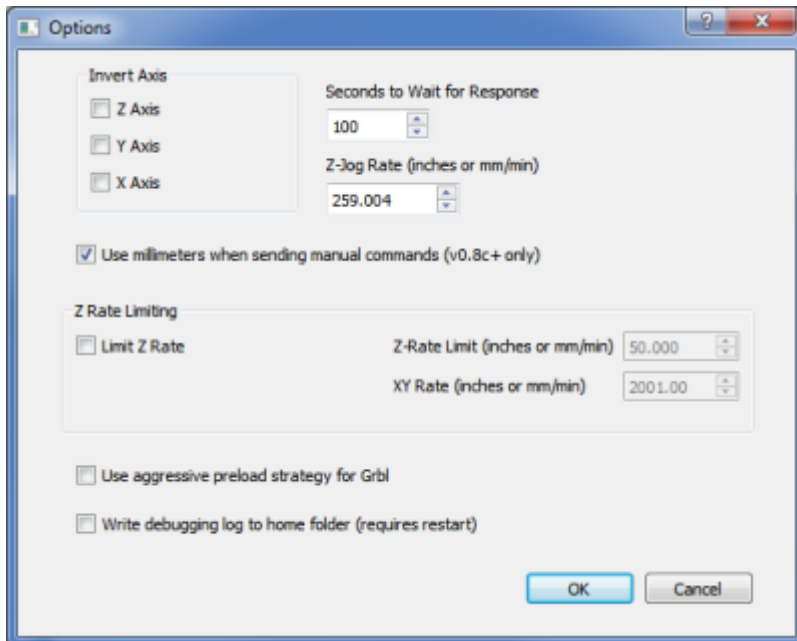 Options
Invert Axis
Z Axis
Y Axis
X Axis
Seconds to Wait for Response
100
Z-Jog Rate (inches or mm/min)
259.004
Use millimeters when sending manual commands (v0.8c+ only)
Z Rate Limiting
Limit Z Rate
Z-Rate Limit (inches or mm/min) 50.000
XY Rate (inches or mm/min) 2001.00
Use aggressive preload strategy for Grbl
Write debugging log to home folder (requires restart)
OK Cancel